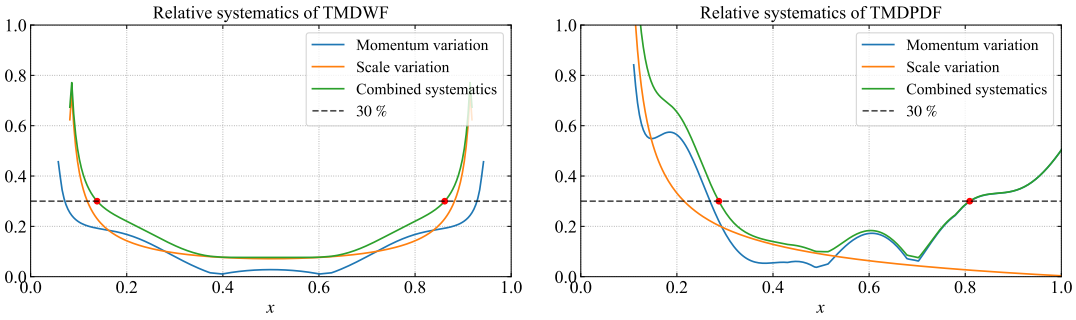 Relative systematics of TMDWF
1.0
0.8
0.6
0.4
0.2
0.0
Momentum variation
Scale variation
Combined systematics
30 %
0.0 0.2 0.4 0.6 0.8 1.0
x
Relative systematics of TMDPDF
1.0
0.8
0.6
0.4
0.2
0.0
Momentum variation
Scale variation
Combined systematics
30 %
0.0 0.2 0.4 0.6 0.8 1.0
x